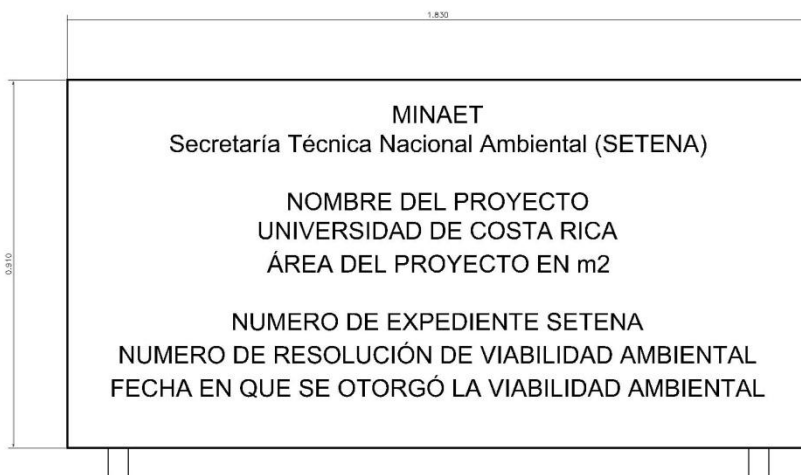 1.830
0.910
MINAET
Secretaría Técnica Nacional Ambiental (SETENA)
NOMBRE DEL PROYECTO
UNIVERSIDAD DE COSTA RICA
ÁREA DEL PROYECTO EN m2
NUMERO DE EXPEDIENTE SETENA
NUMERO DE RESOLUCIÓN DE VIABILIDAD AMBIENTAL
FECHA EN QUE SE OTORGÓ LA VIABILIDAD AMBIENTAL